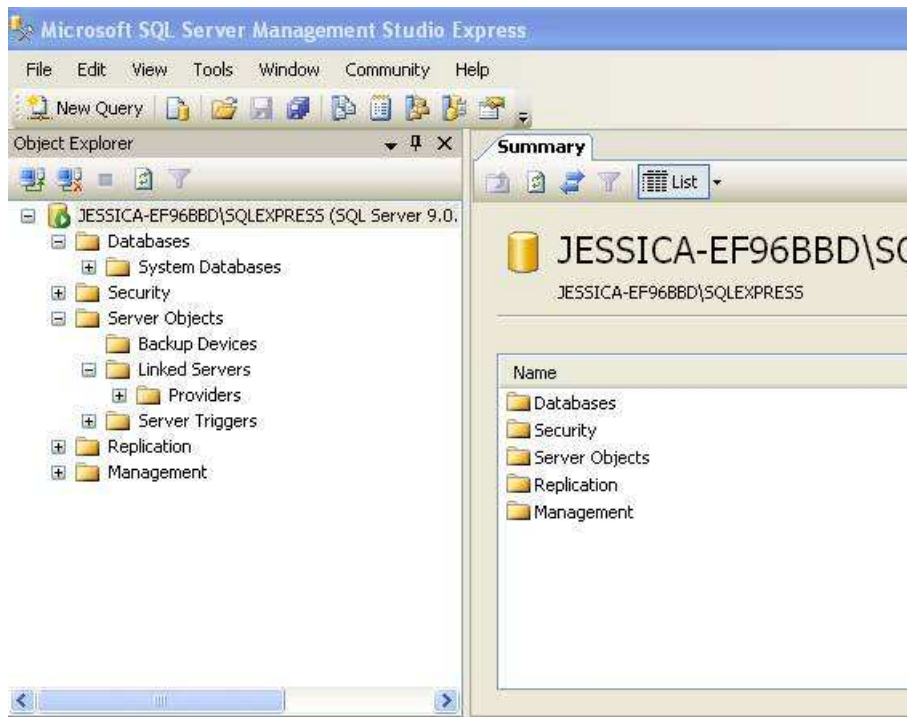 Microsoft SQL Server Management Studio Express
File Edit View Tools Window Community Help
New Query
Object Explorer
JESSICA-EF96BBD\SQLEXPRESS (SQL Server 9.0.
Databases
System Databases
Security
Server Objects
Backup Devices
Linked Servers
Providers
Server Triggers
Replication
Management
Summary
List
JESSICA-EF96BBD\SQ
JESSICA-EF96BBD\SQLEXPRESS
Name
Databases
Security
Server Objects
Replication
Management